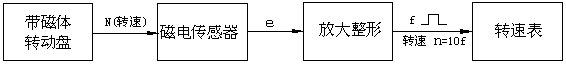 带磁体
转动盘
N(转速)
磁电传感器
e
放大整形
f
转速 n=10f
转速表